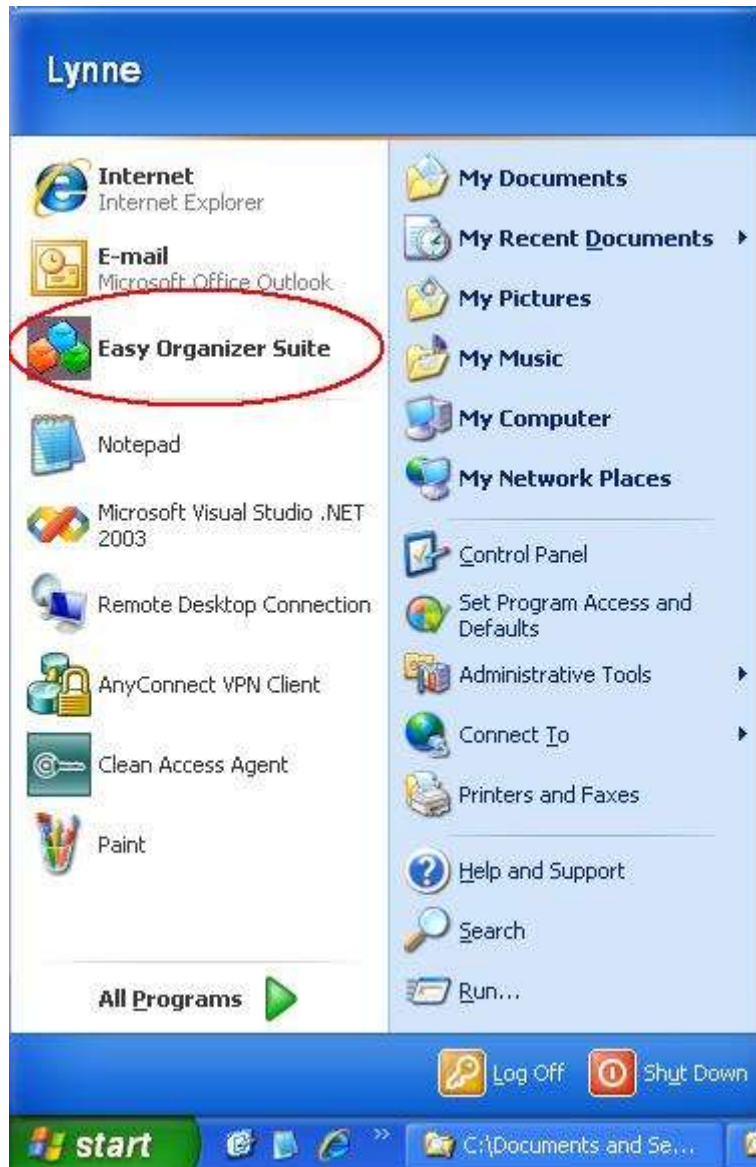 Lynne
Internet
Internet Explorer
E-mail
Microsoft Office Outlook
Easy Organizer Suite
Notepad
Microsoft Visual Studio .NET
2003
Remote Desktop Connection
AnyConnect VPN Client
Clean Access Agent
Paint
All Programs
My Documents
My Recent Documents
My Pictures
My Music
My Computer
My Network Places
Control Panel
Set Program Access and
Defaults
Administrative Tools
Connect To
Printers and Faxes
Help and Support
Search
Run...
Log Off
Shut Down
start
C:\Documents and Se...